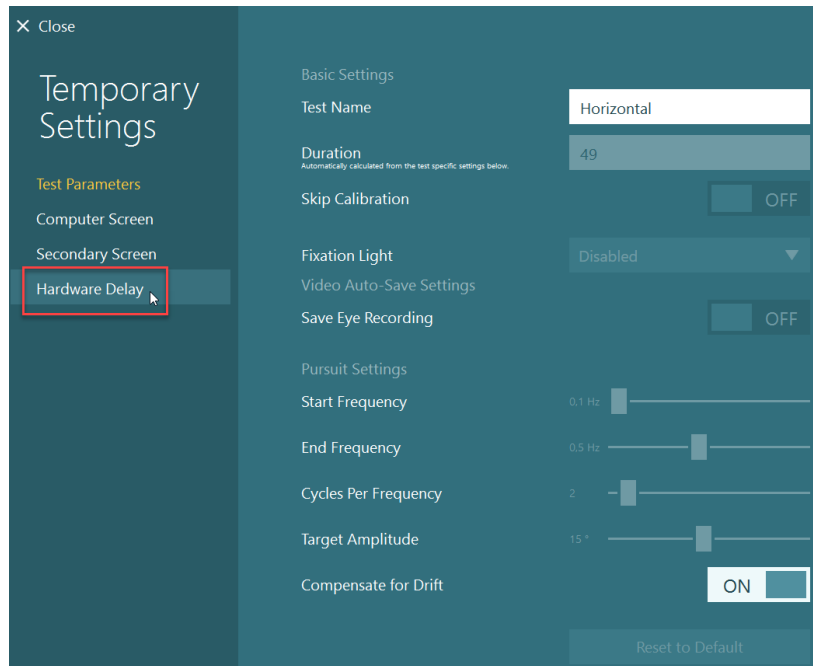 Close
Temporary
Settings
Test Parameters
Computer Screen
Secondary Screen
Hardware Delay
Basic Settings
Test Name
Horizontal
Duration
49
Automatically calculated from the test specific settings below.
Skip Calibration
OFF
Fixation Light
Disabled
Video Auto-Save Settings
Save Eye Recording
OFF
Pursuit Settings
Start Frequency
0,1 Hz
End Frequency
0,5 Hz
Cycles Per Frequency
2
Target Amplitude
15 °
Compensate for Drift
ON
Reset to Default